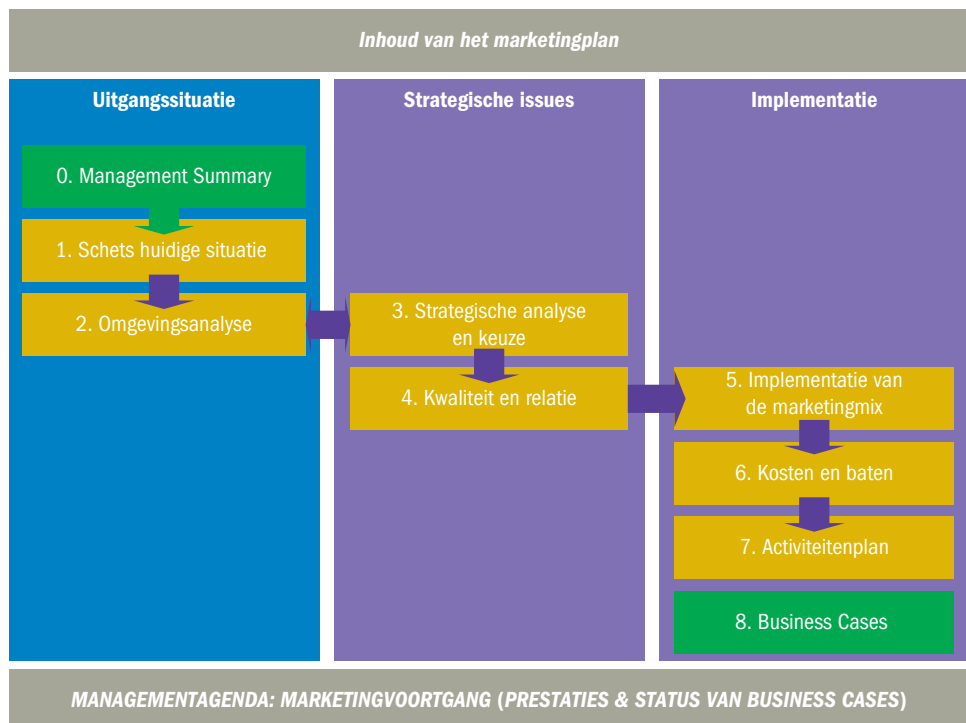 Inhoud van het marketingplan
Uitgangssituatie
0. Management Summary
1. Schets huidige situatie
2. Omgevingsanalyse
Strategische issues
3. Strategische analyse
en keuze
4. Kwaliteit en relatie
Implementatie
5. Implementatie van
de marketingmix
6. Kosten en baten
7. Activiteitenplan
8. Business Cases
MANAGEMENTAGENDA: MARKETINGVOORTGANG (PRESTATIES & STATUS VAN BUSINESS CASES)